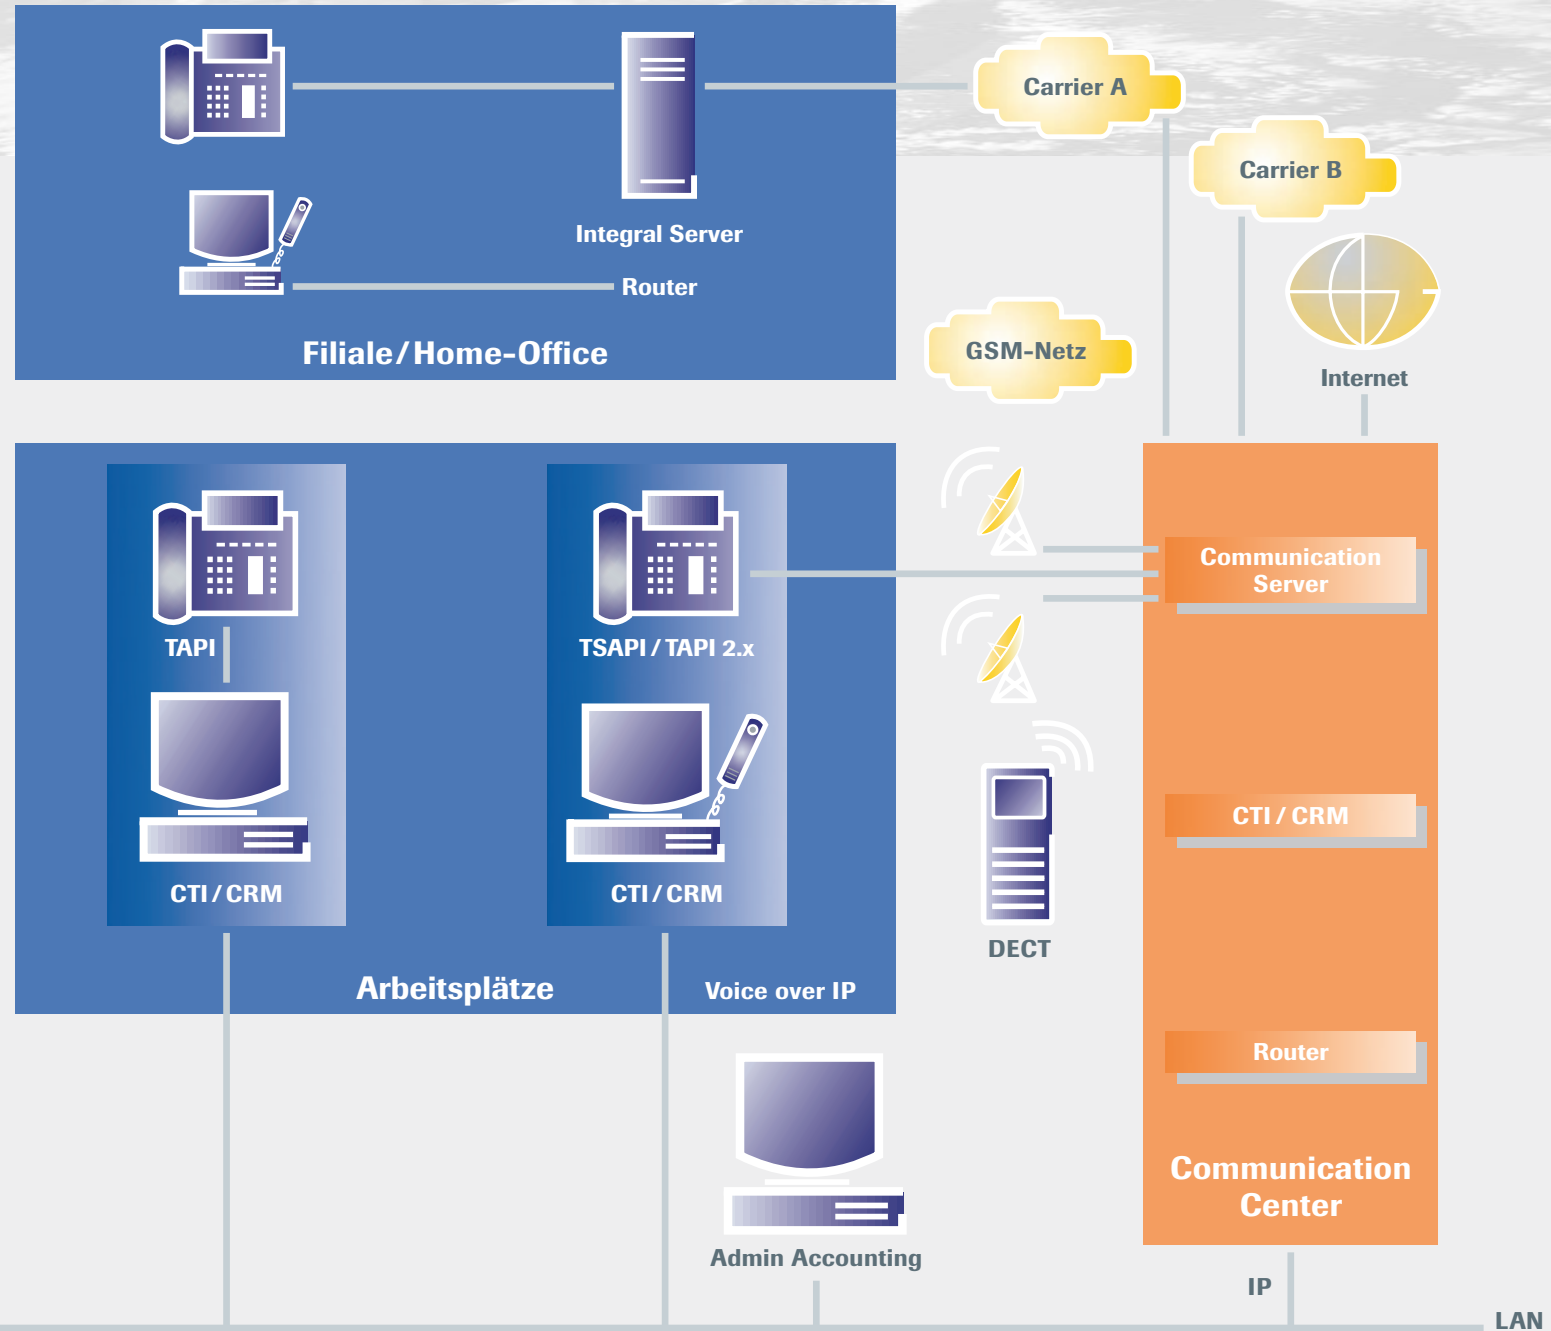 Carrier A
Carrier B
Integral Server
Router
Filiale/Home-Office
GSM-Netz
Internet
Communication
Server
TAPI
TSAPI / TAPI 2.x
CTI / CRM
CTI / CRM
CTI / CRM
DECT
Arbeitsplätze
Voice over IP
Router
Communication
Center
Admin Accounting
IP
LAN